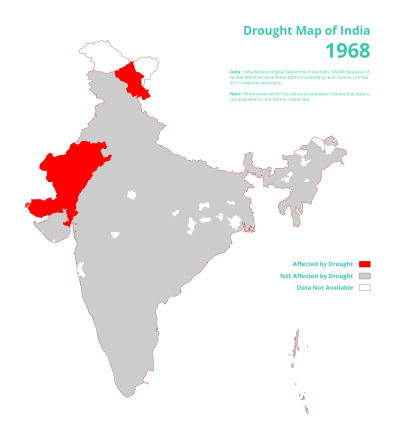 Drought Map of India
1968
Data: India Meteorological Department (rainfall), GADM database of
Global Administrative Areas (district boundary), and Census of India
2011 (national boundary).
Note: White areas within the national boundary indicate that data is
not available for the district concerned.
Affected by Drought
Not Affected by Drought
Data Not Available